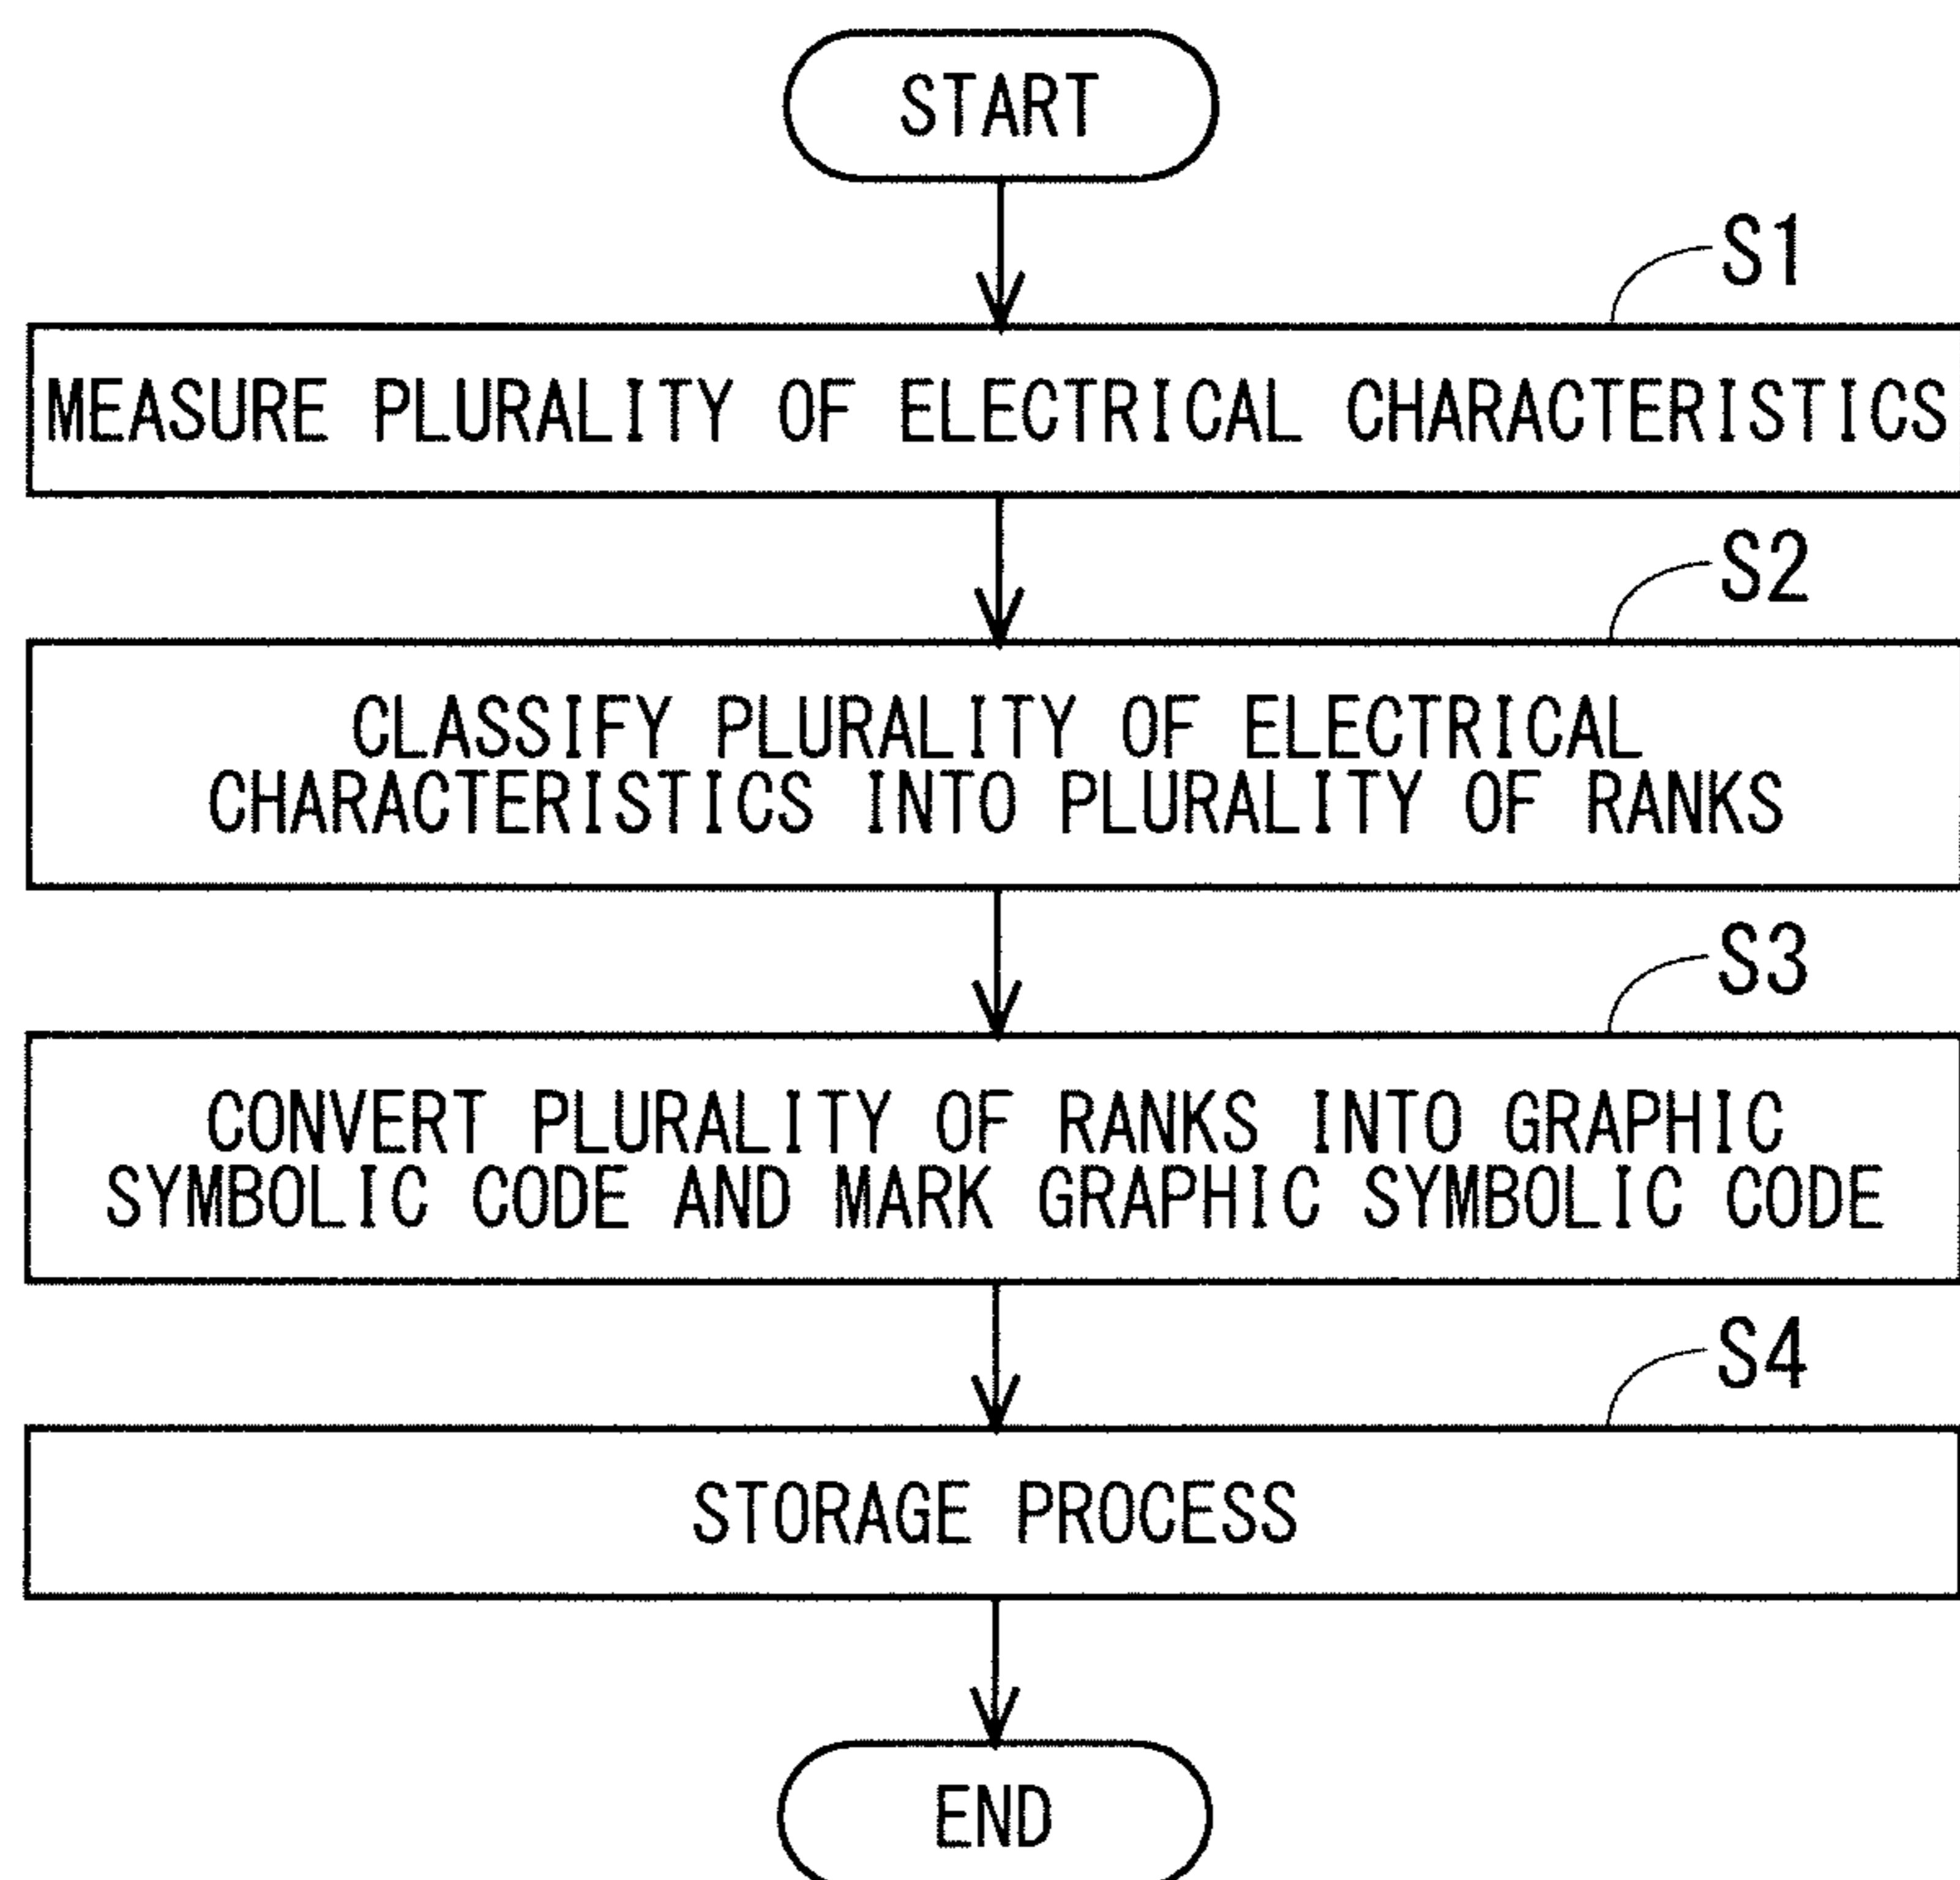 START
S1
MEASURE PLURALITY OF ELECTRICAL CHARACTERISTICS
S2
CLASSIFY PLURALITY OF ELECTRICAL
CHARACTERISTICS INTO PLURALITY OF RANKS
S3
CONVERT PLURALITY OF RANKS INTO GRAPHIC
SYMBOLIC CODE AND MARK GRAPHIC SYMBOLIC CODE
S4
STORAGE PROCESS
END